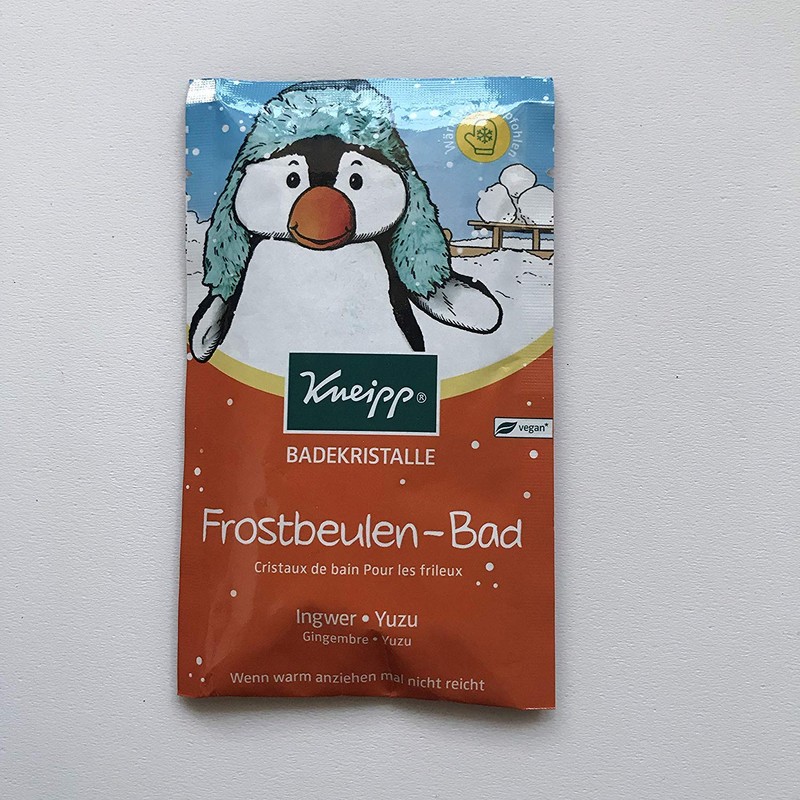 pfohlen
Kneipp®
vegan*
BADEKRISTALLE
Frostbeulen-Bad
Cristaux de bain Pour les frileux
Ingwer • Yuzu
Gingembre • Yuzu
Wenn warm anziehen mal nicht reicht